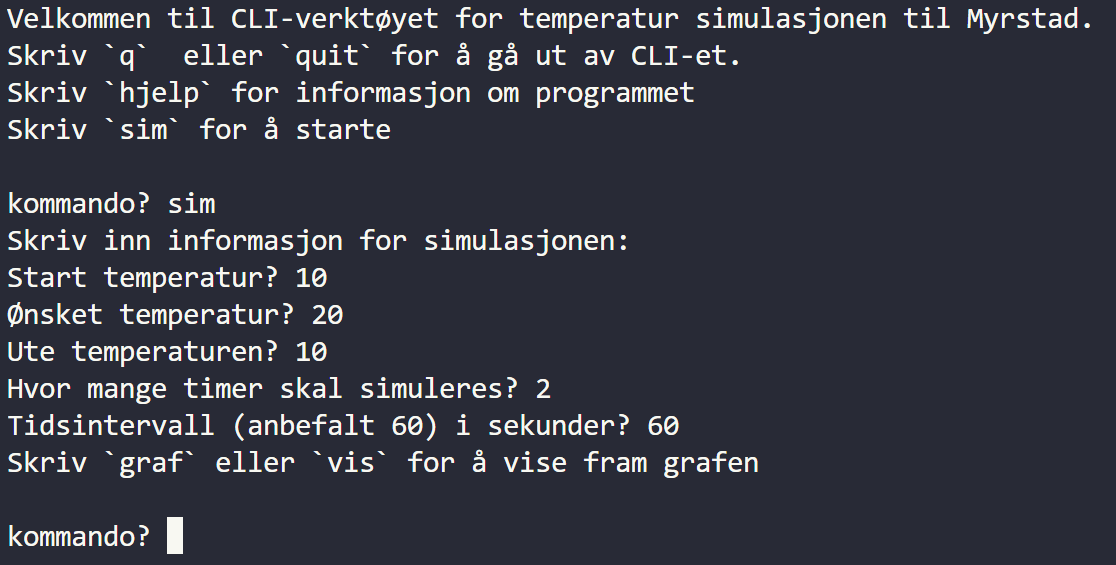 Velkommen til CLI-verktøyet for temperatur simulasjonen til Myrstad.
Skriv `q`  eller `quit` for å gå ut av CLI-et.
Skriv `hjelp` for informasjon om programmet
Skriv `sim` for å starte

kommando? sim
Skriv inn informasjon for simulasjonen:
Start temperatur? 10
Ønsket temperatur? 20
Ute temperaturen? 10
Hvor mange timer skal simuleres? 2
Tidsintervall (anbefalt 60) i sekunder? 60
Skriv `graf` eller `vis` for å vise fram grafen

kommando?